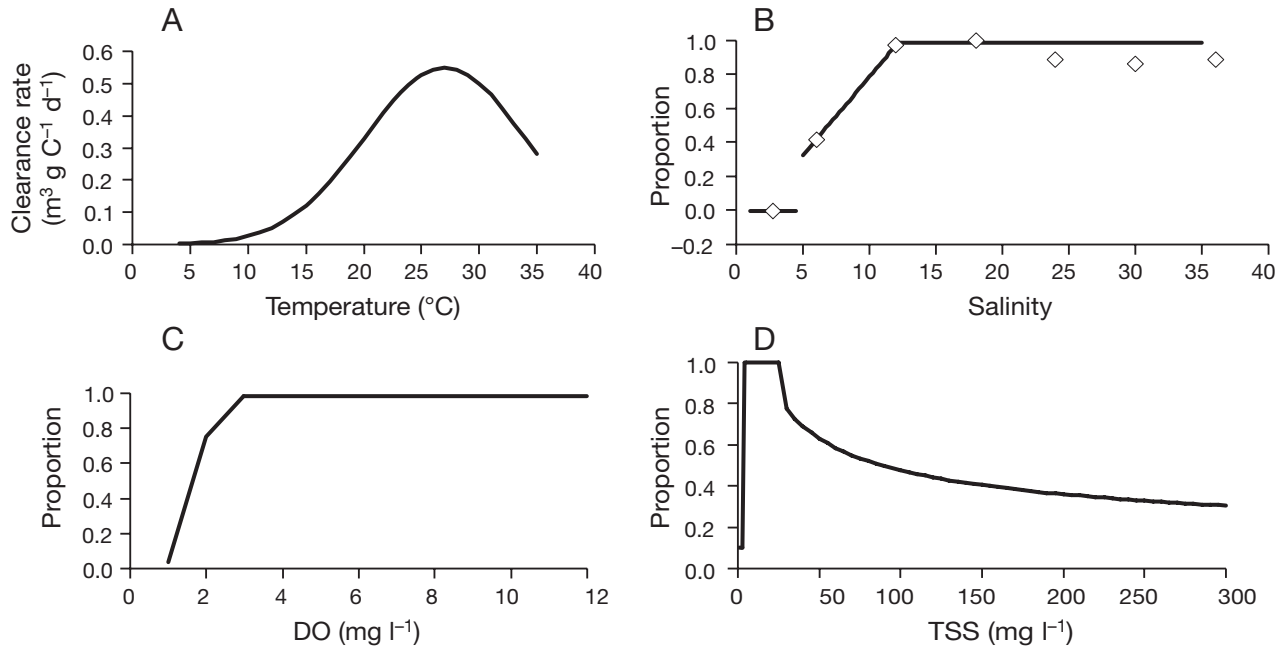 A
Clearance rate
(m³ g C⁻¹ d⁻¹)
0.6
0.5
0.4
0.3
0.2
0.1
0.0
0 5 10 15 20 25 30 35 40
Temperature (°C)
B
Proportion
1.0
0.8
0.6
0.4
0.2
0.0
–0.2
0 5 10 15 20 25 30 35 40
Salinity
C
Proportion
1.0
0.8
0.6
0.4
0.2
0.0
0 2 4 6 8 10 12
DO (mg l⁻¹)
D
Proportion
1.0
0.8
0.6
0.4
0.2
0.0
0 50 100 150 200 250 300
TSS (mg l⁻¹)